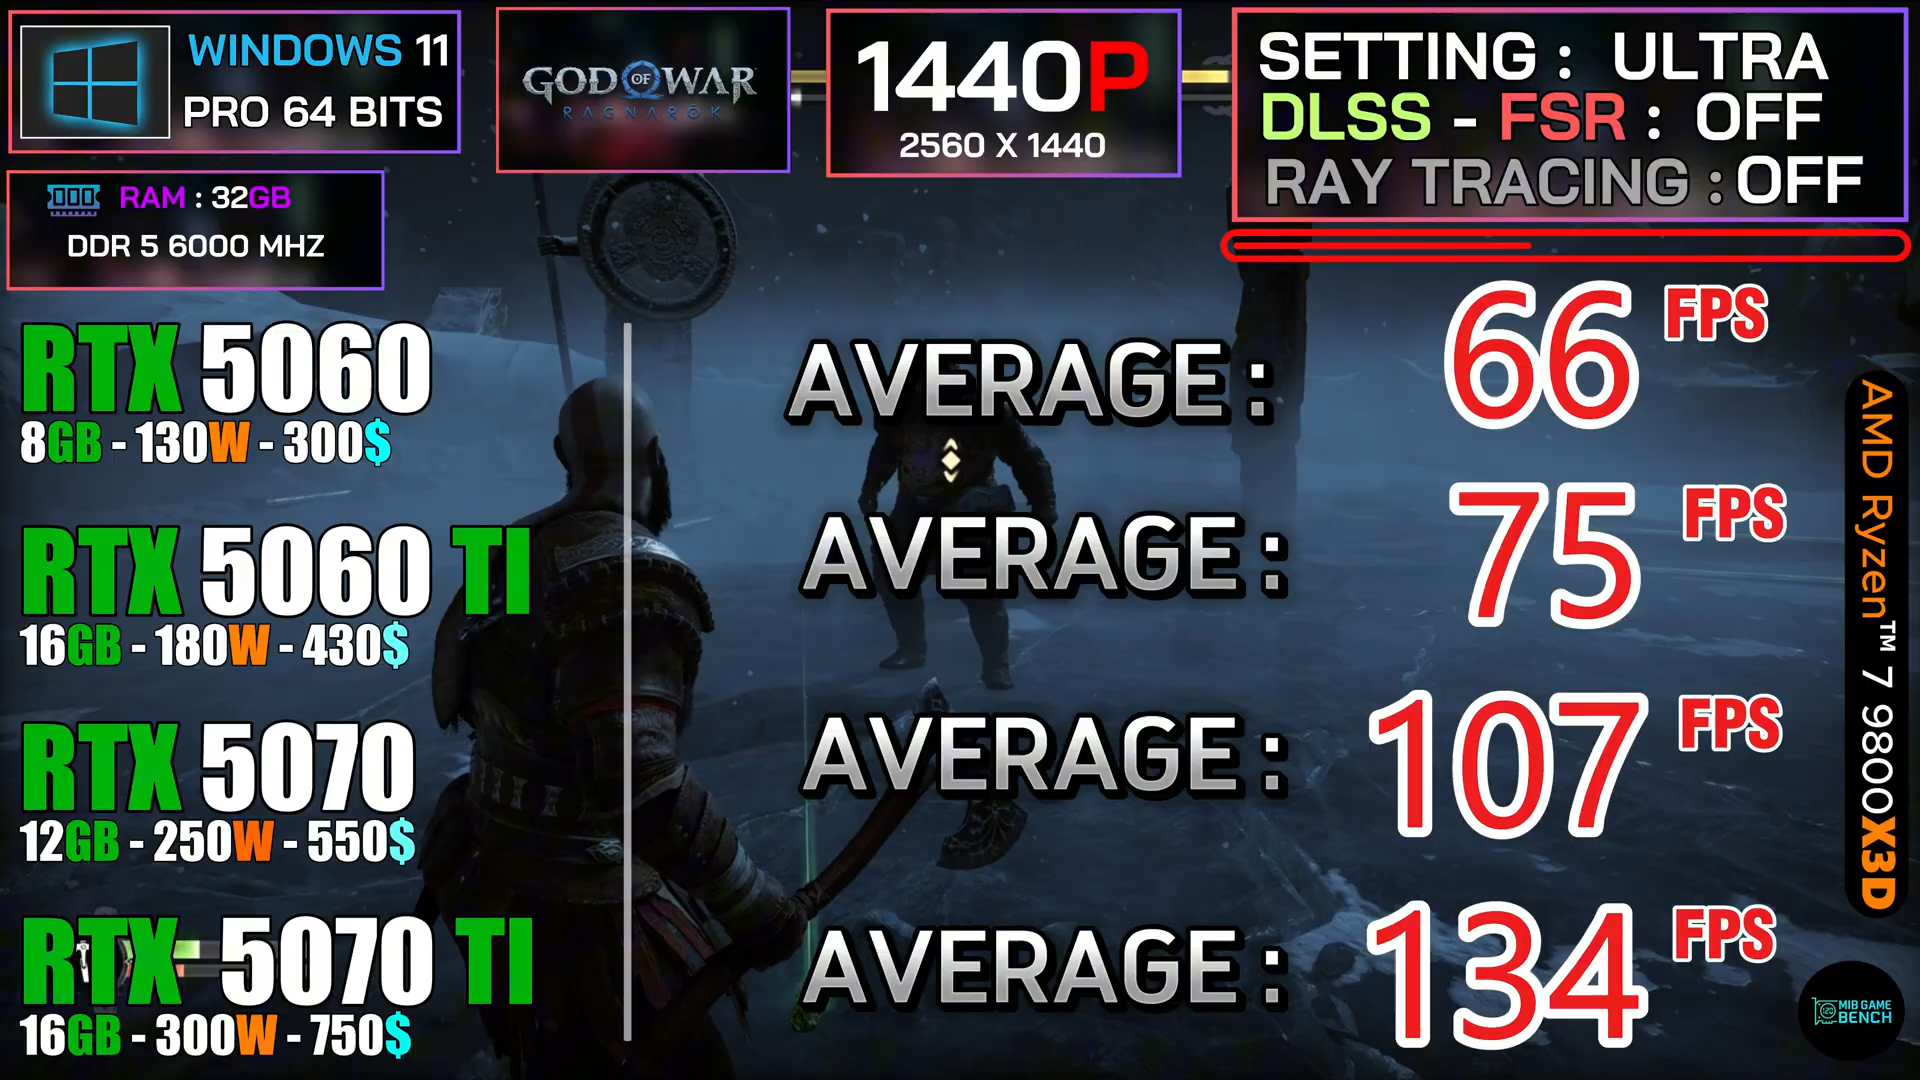 WINDOWS 11
PRO 64 BITS
GOD OF WAR
RAGNARÖK
1440P
2560 X 1440
SETTING : ULTRA
DLSS - FSR : OFF
RAY TRACING : OFF
RAM : 32GB
DDR 5 6000 MHZ
RTX 5060
8GB - 130W - 300$
AVERAGE :
66 FPS
RTX 5060 TI
16GB - 180W - 430$
AVERAGE :
75 FPS
RTX 5070
12GB - 250W - 550$
AVERAGE :
107 FPS
RTX 5070 TI
16GB - 300W - 750$
AVERAGE :
134 FPS
AMD Ryzen™ 7 9800X3D
MIB GAME
BENCH